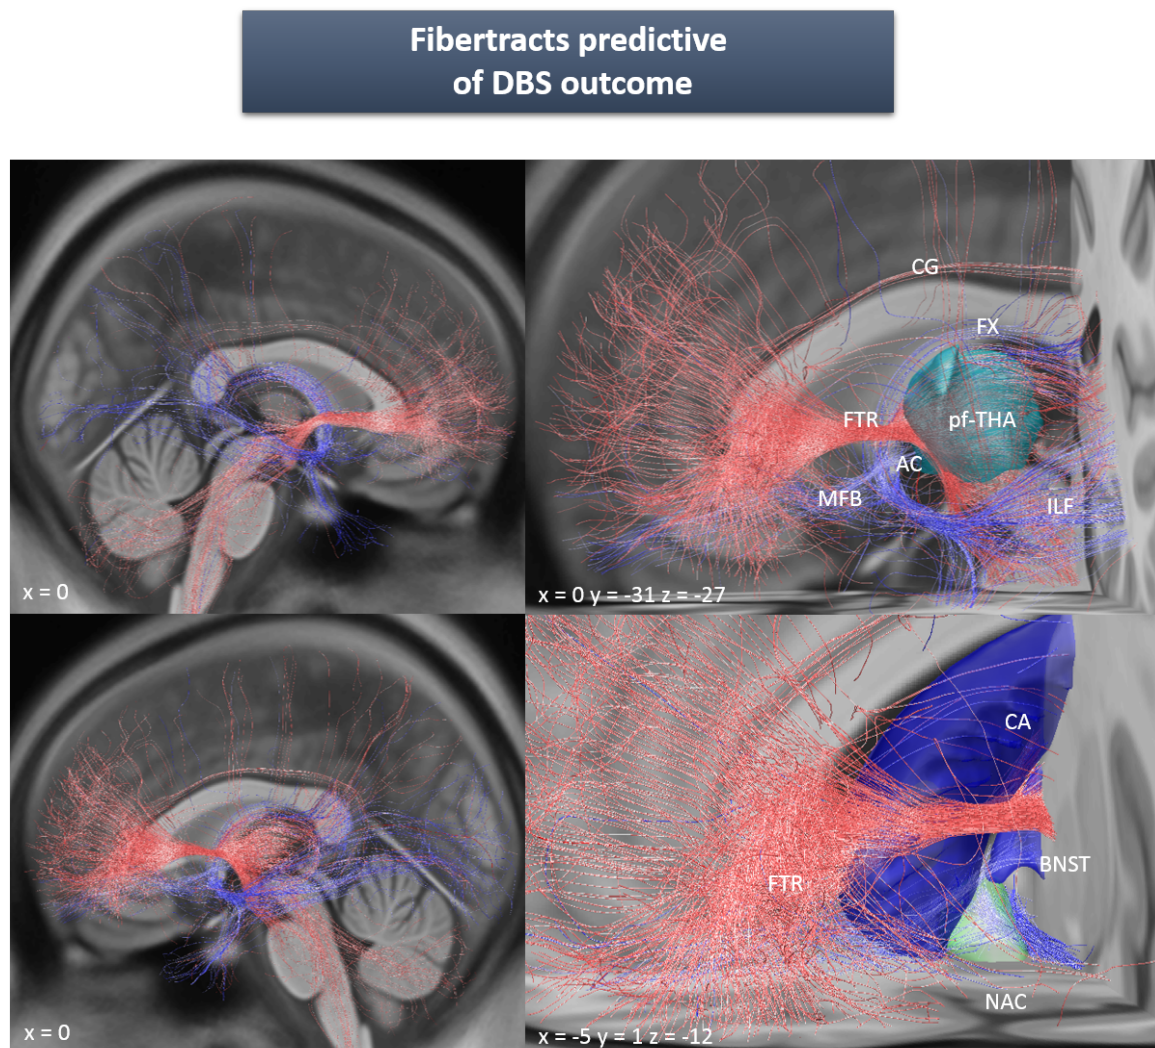 Fibertracts predictive
of DBS outcome
CG
FX
FTR
pf-THA
AC
MFB
ILF
x = 0
x = 0 y = -31 z = -27
CA
BNST
FTR
NAC
x = 0
x = -5 y = 1 z = -12